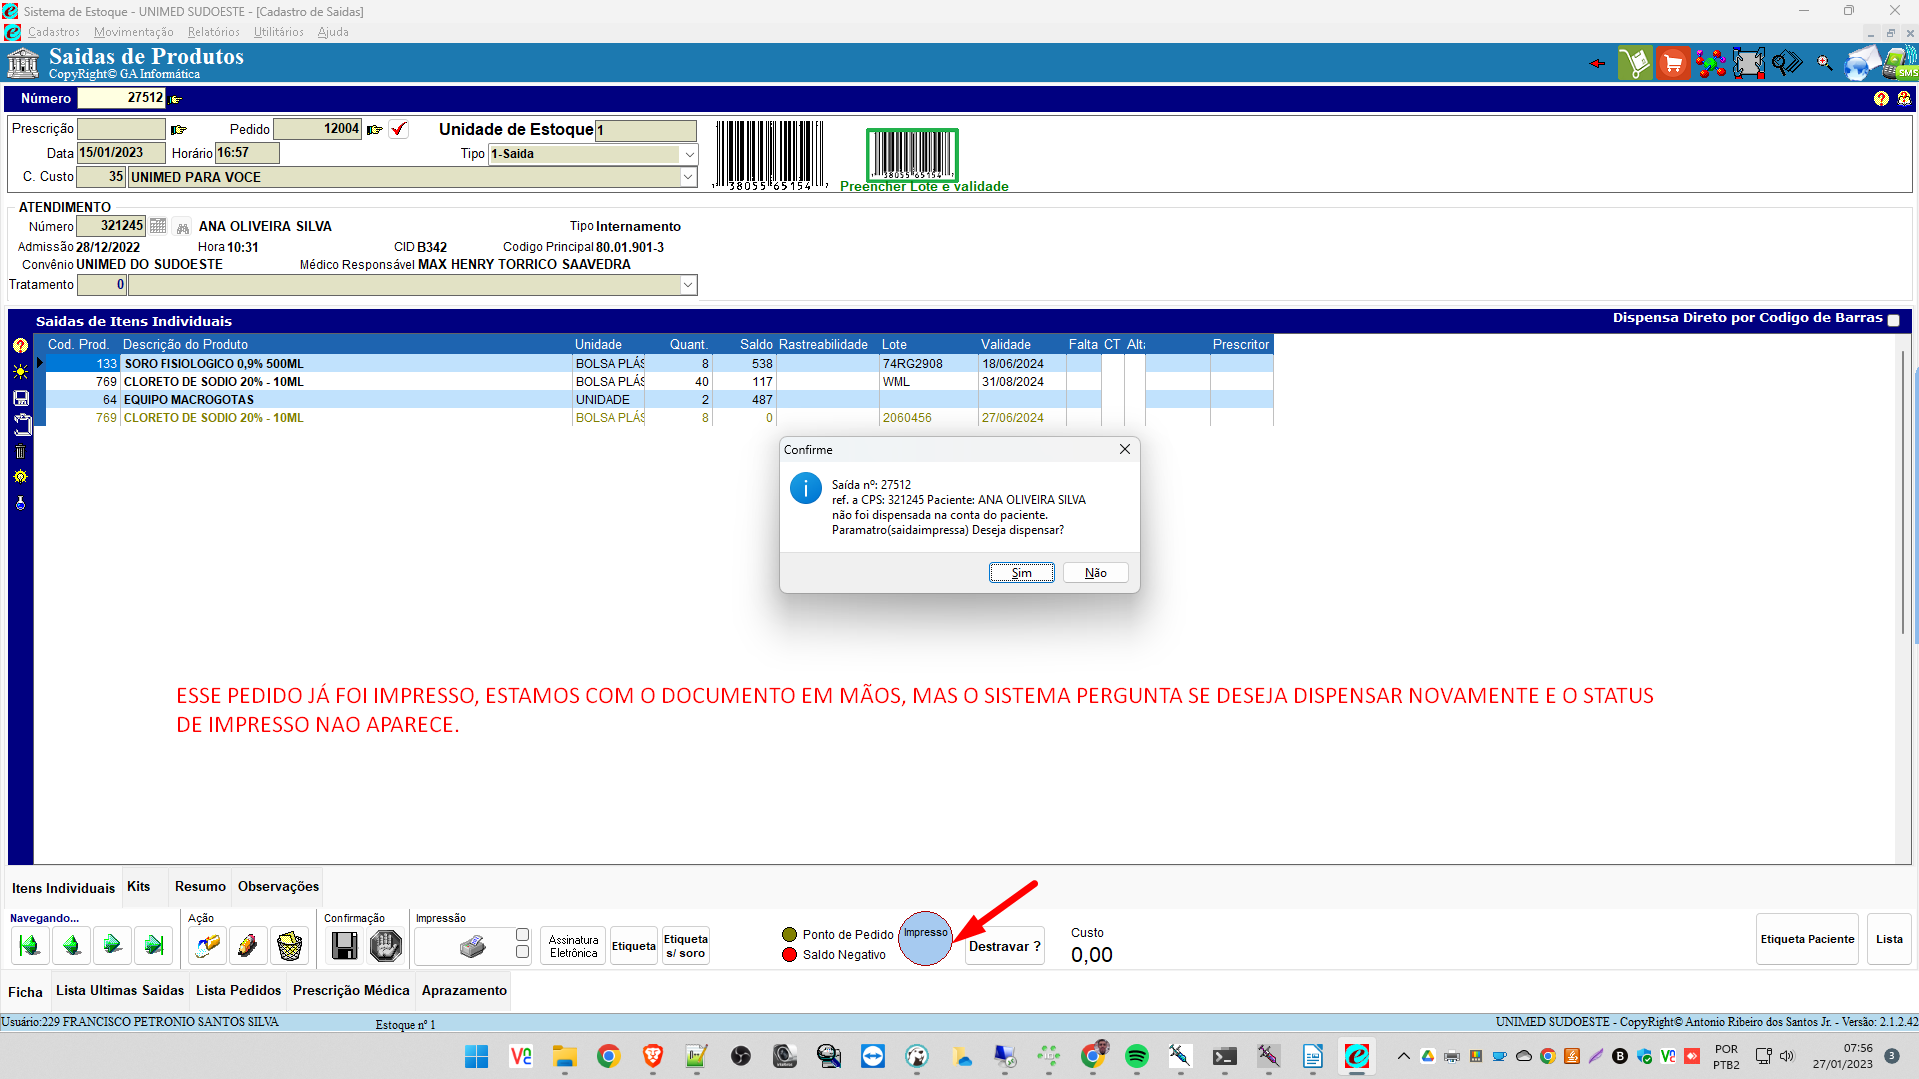 Sistema de Estoque - UNIMED SUDOESTE - [Cadastro de Saidas]
Cadastros Movimentação Relatórios Utilitários Ajuda
Saidas de Produtos
CopyRight© GA Informática
SMS
Número 27512
Prescrição Pedido 12004 Unidade de Estoque 1
Data 15/01/2023 Horário 16:57 Tipo 1-Saida
C. Custo 35 UNIMED PARA VOCE
38055 65154
38055 65154
Preencher Lote e validade
ATENDIMENTO
Número 321245 ANA OLIVEIRA SILVA Tipo Internamento
Admissão 28/12/2022 Hora 10:31 CID B342 Codigo Principal 80.01.901-3
Convênio UNIMED DO SUDOESTE Médico Responsável MAX HENRY TORRICO SAAVEDRA
Tratamento 0
Saidas de Itens Individuais Dispensa Direto por Codigo de Barras
Cod. Prod. Descrição do Produto Unidade Quant. Saldo Rastreabilidade Lote Validade Falta CT Alta Prescritor
133 SORO FISIOLOGICO 0,9% 500ML BOLSA PLÁS 8 538 74RG2908 18/06/2024
769 CLORETO DE SODIO 20% - 10ML BOLSA PLÁS 40 117 WML 31/08/2024
64 EQUIPO MACROGOTAS UNIDADE 2 487
769 CLORETO DE SODIO 20% - 10ML BOLSA PLÁS 8 0 2060456 27/06/2024
Confirme
Saída nº: 27512
ref. a CPS: 321245 Paciente: ANA OLIVEIRA SILVA
não foi dispensada na conta do paciente.
Paramatro(saidaimpressa) Deseja dispensar?
Sim Não
ESSE PEDIDO JÁ FOI IMPRESSO, ESTAMOS COM O DOCUMENTO EM MÃOS, MAS O SISTEMA PERGUNTA SE DESEJA DISPENSAR NOVAMENTE E O STATUS
DE IMPRESSO NAO APARECE.
Itens Individuais Kits Resumo Observações
Navegando... Ação Confirmação Impressão
Assinatura Eletrônica Etiqueta Etiqueta s/ soro
Ponto de Pedido
Saldo Negativo
Impresso
Destravar ?
Custo
0,00
Etiqueta Paciente Lista
Ficha Lista Ultimas Saidas Lista Pedidos Prescrição Médica Aprazamento
Usuário:229 FRANCISCO PETRONIO SANTOS SILVA Estoque nº 1 UNIMED SUDOESTE - CopyRight© Antonio Ribeiro dos Santos Jr. - Versão: 2.1.2.42
POR
PTB2
07:56
27/01/2023
3